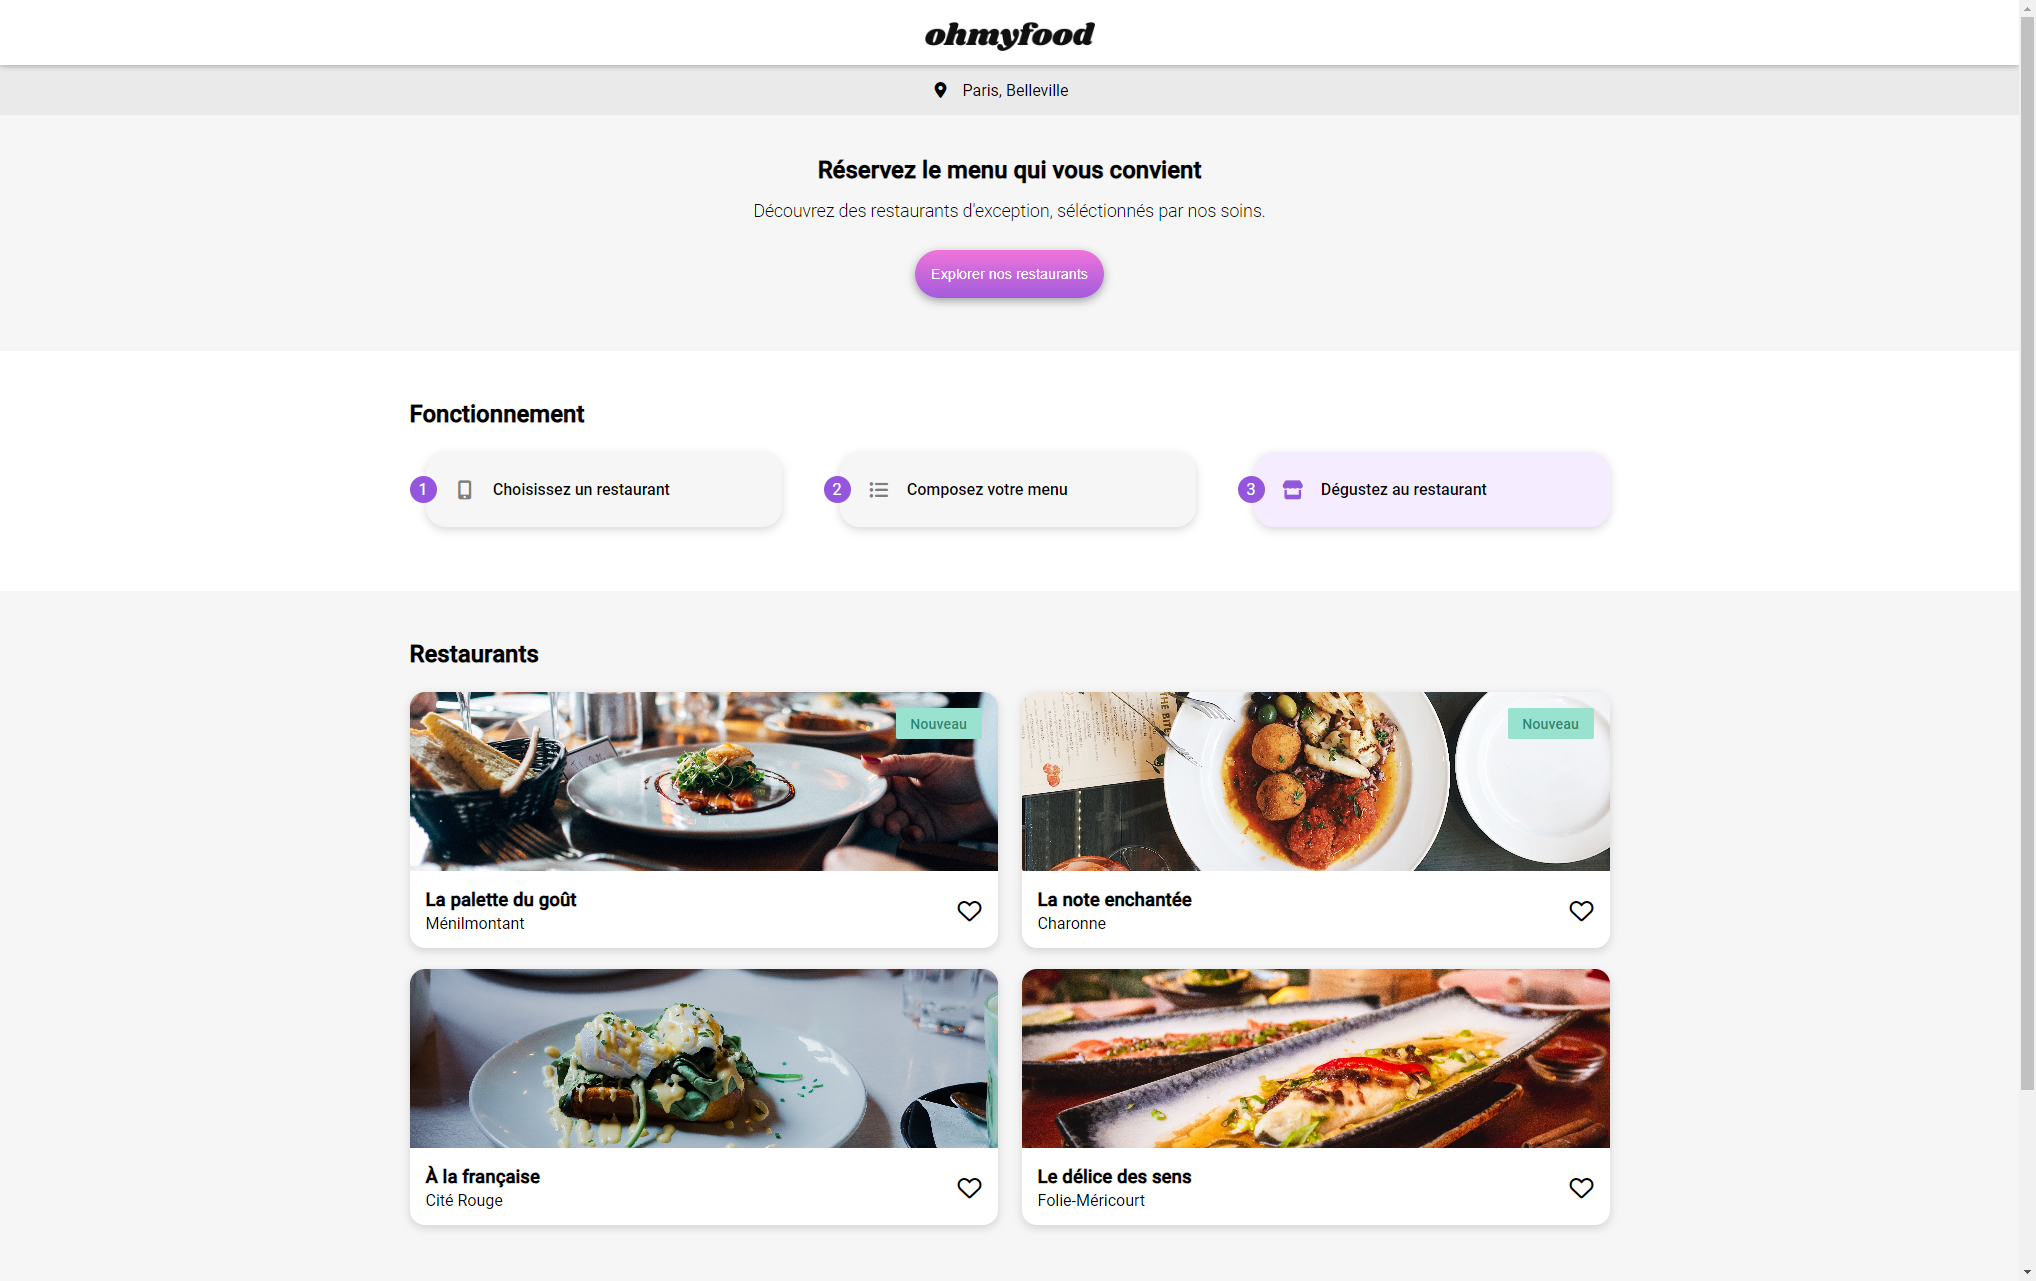 ohmyfood
Paris, Belleville
Réservez le menu qui vous convient
Découvrez des restaurants d'exception, séléctionnés par nos soins.
Explorer nos restaurants
Fonctionnement
1 Choisissez un restaurant
2 Composez votre menu
3 Dégustez au restaurant
Restaurants
Nouveau
Nouveau
La palette du goût
Ménilmontant
La note enchantée
Charonne
À la française
Cité Rouge
Le délice des sens
Folie-Méricourt